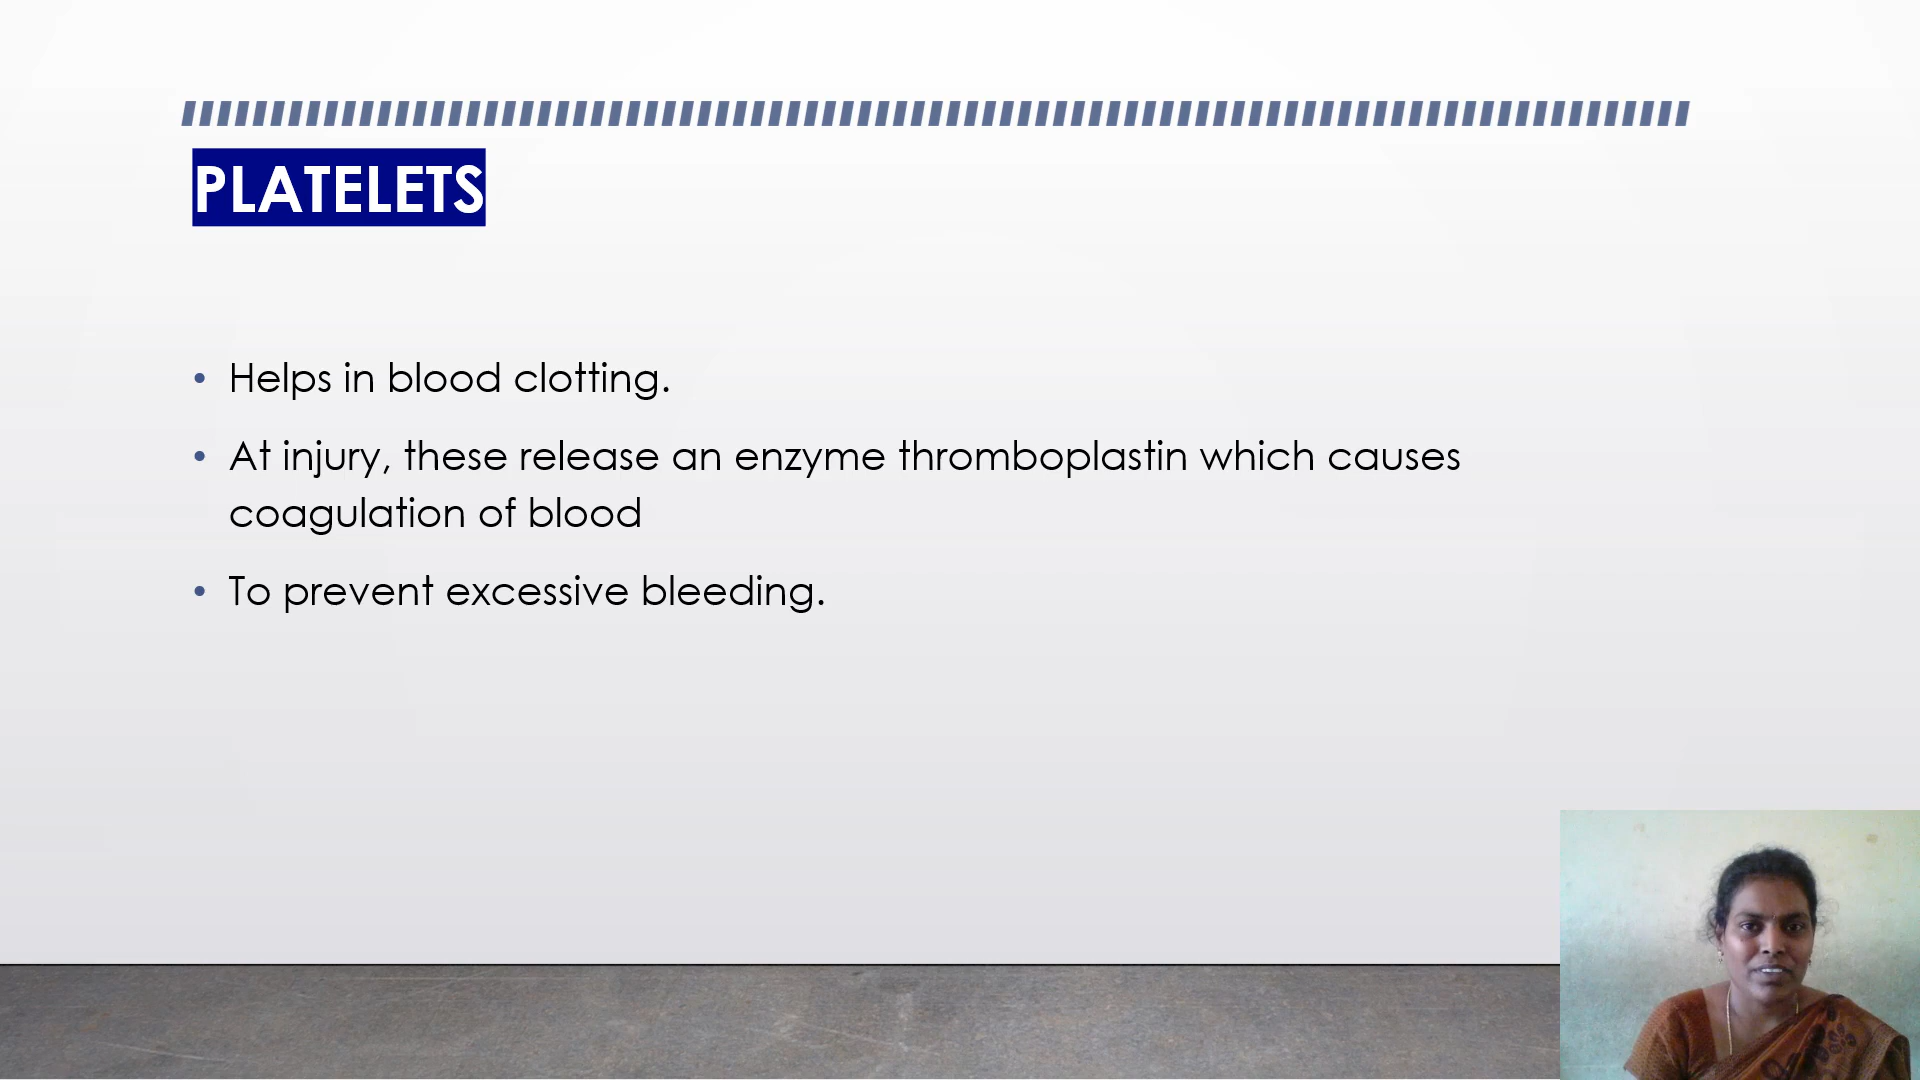 PLATELETS
• Helps in blood clotting.
• At injury, these release an enzyme thromboplastin which causes
coagulation of blood
• To prevent excessive bleeding.